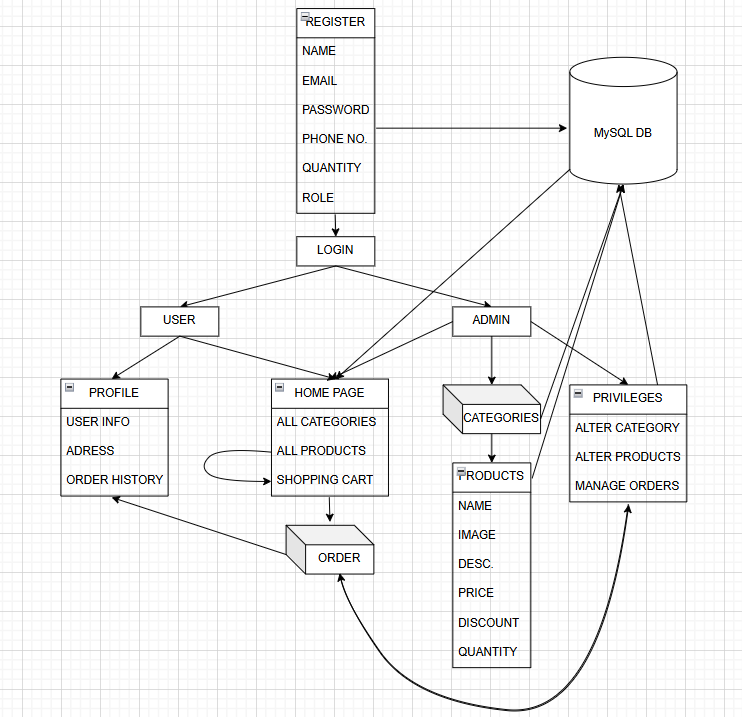 REGISTER
NAME
EMAIL
PASSWORD
PHONE NO.
QUANTITY
ROLE
MySQL DB
LOGIN
USER
ADMIN
PROFILE
USER INFO
ADRESS
ORDER HISTORY
HOME PAGE
ALL CATEGORIES
ALL PRODUCTS
SHOPPING CART
CATEGORIES
PRIVILEGES
ALTER CATEGORY
ALTER PRODUCTS
MANAGE ORDERS
ORDER
PRODUCTS
NAME
IMAGE
DESC.
PRICE
DISCOUNT
QUANTITY